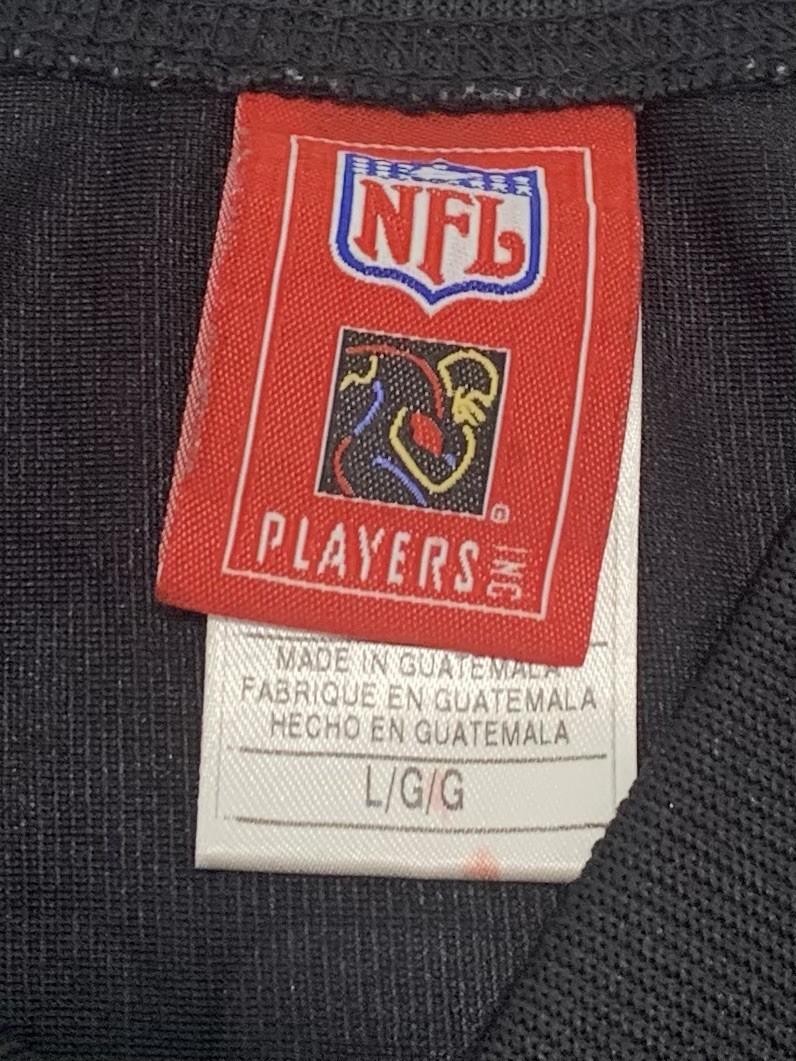 NFL
PLAYERS INC
MADE IN GUATEMALA
FABRIQUE EN GUATEMALA
HECHO EN GUATEMALA
L/G/G